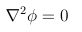 ∇²ϕ = 0